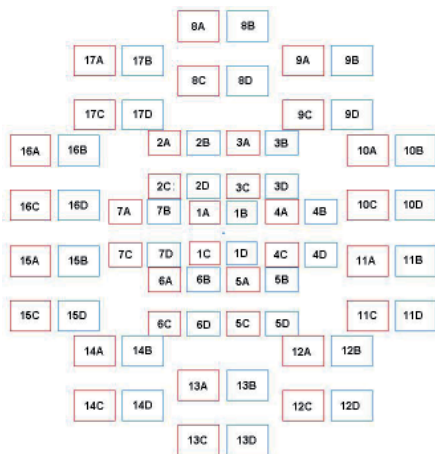 8A 8B
17A 17B 9A 9B
8C 8D
17C 17D 9C 9D
2A 2B 3A 3B
16A 16B 10A 10B
2C 2D 3C 3D
16C 16D 10C 10D
7A 7B 1A 1B 4A 4B
7C 7D 1C 1D 4C 4D
15A 15B 11A 11B
6A 6B 5A 5B
15C 15D 11C 11D
6C 6D 5C 5D
14A 14B 12A 12B
13A 13B
14C 14D 12C 12D
13C 13D